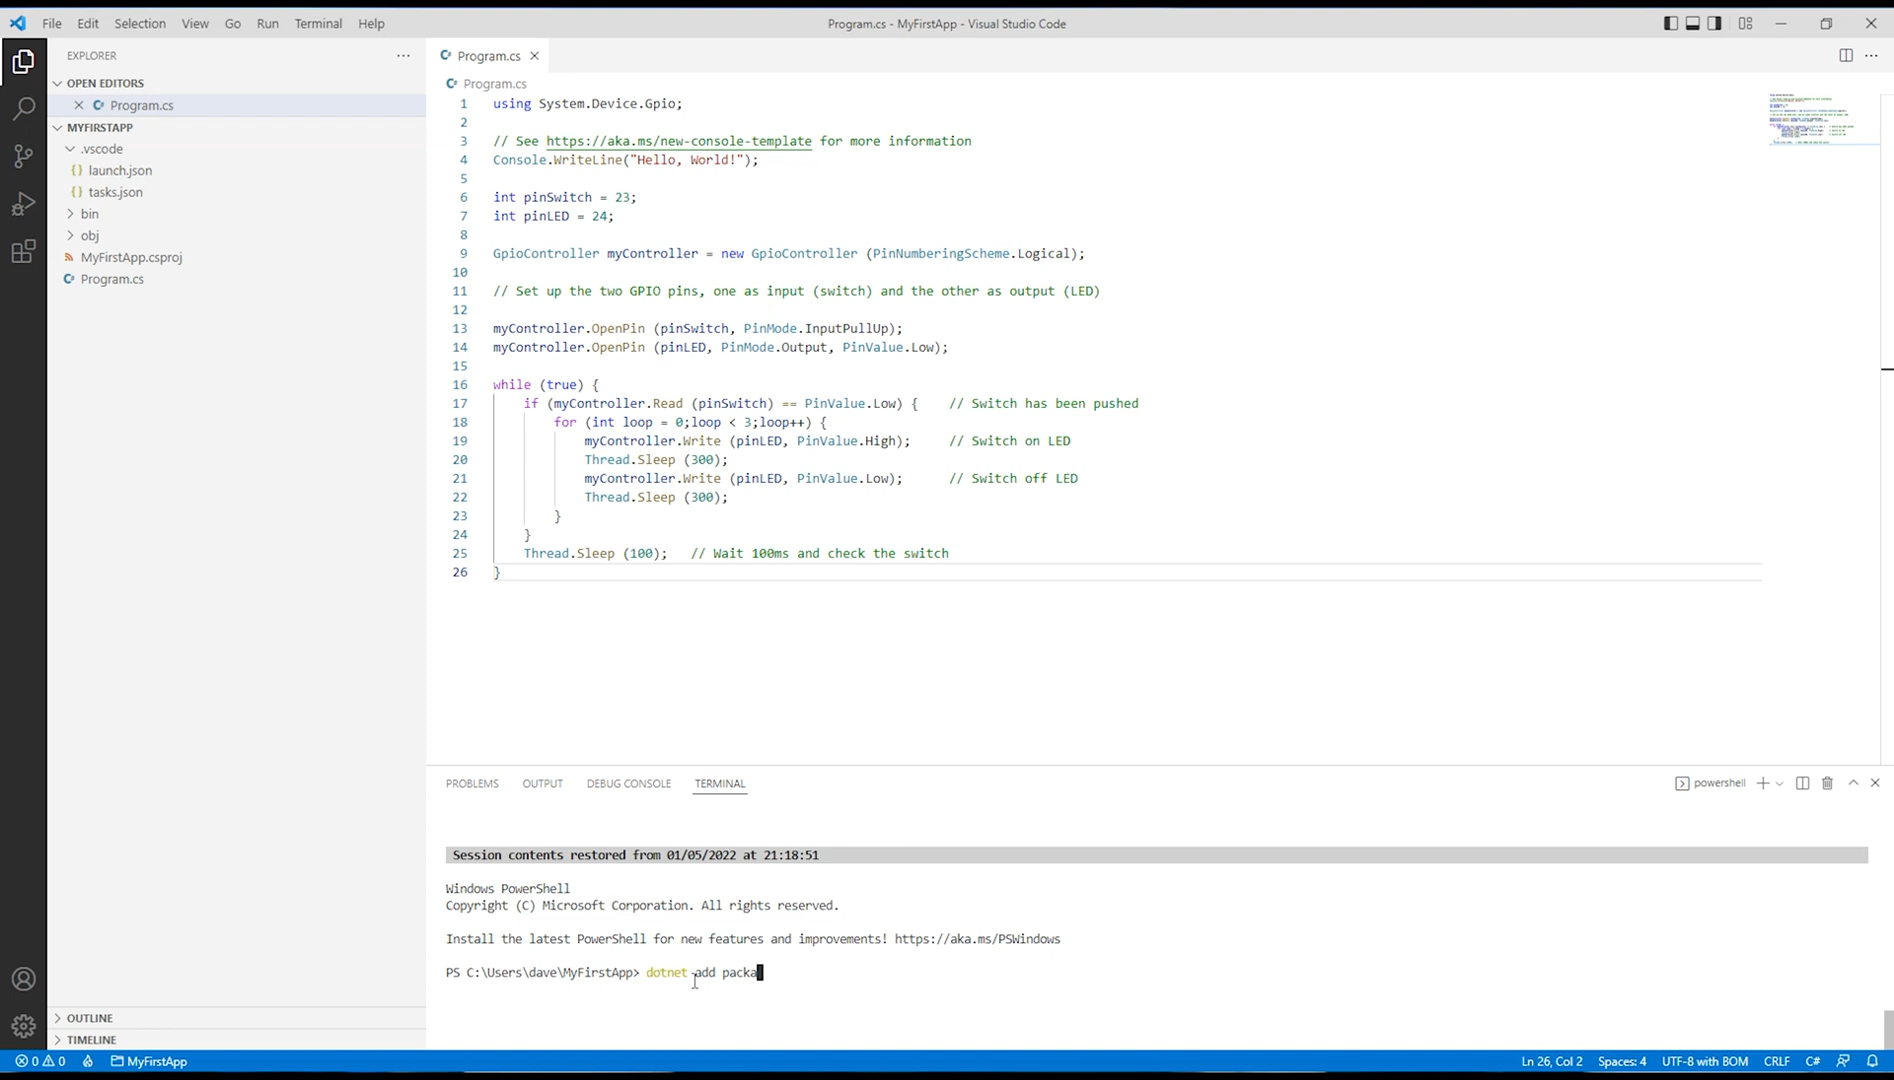 File Edit Selection View Go Run Terminal Help
Program.cs - MyFirstApp - Visual Studio Code
EXPLORER
OPEN EDITORS
Program.cs
MYFIRSTAPP
.vscode
launch.json
tasks.json
bin
obj
MyFirstApp.csproj
Program.cs
OUTLINE
TIMELINE
Program.cs
Program.cs
1 using System.Device.Gpio;
2
3 // See https://aka.ms/new-console-template for more information
4 Console.WriteLine("Hello, World!");
5
6 int pinSwitch = 23;
7 int pinLED = 24;
8
9 GpioController myController = new GpioController (PinNumberingScheme.Logical);
10
11 // Set up the two GPIO pins, one as input (switch) and the other as output (LED)
12
13 myController.OpenPin (pinSwitch, PinMode.InputPullUp);
14 myController.OpenPin (pinLED, PinMode.Output, PinValue.Low);
15
16 while (true) {
17 if (myController.Read (pinSwitch) == PinValue.Low) { // Switch has been pushed
18 for (int loop = 0;loop < 3;loop++) {
19 myController.Write (pinLED, PinValue.High); // Switch on LED
20 Thread.Sleep (300);
21 myController.Write (pinLED, PinValue.Low); // Switch off LED
22 Thread.Sleep (300);
23 }
24 }
25 Thread.Sleep (100); // Wait 100ms and check the switch
26 }
PROBLEMS OUTPUT DEBUG CONSOLE TERMINAL
powershell
Session contents restored from 01/05/2022 at 21:18:51
Windows PowerShell
Copyright (C) Microsoft Corporation. All rights reserved.
Install the latest PowerShell for new features and improvements! https://aka.ms/PSWindows
PS C:\Users\dave\MyFirstApp> dotnet add packa
0 0 MyFirstApp
Ln 26, Col 2 Spaces: 4 UTF-8 with BOM CRLF C#